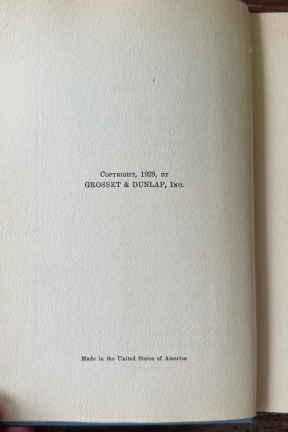 Copyright, 1929, by
GROSSET & DUNLAP, Inc.
Made in the United States of America